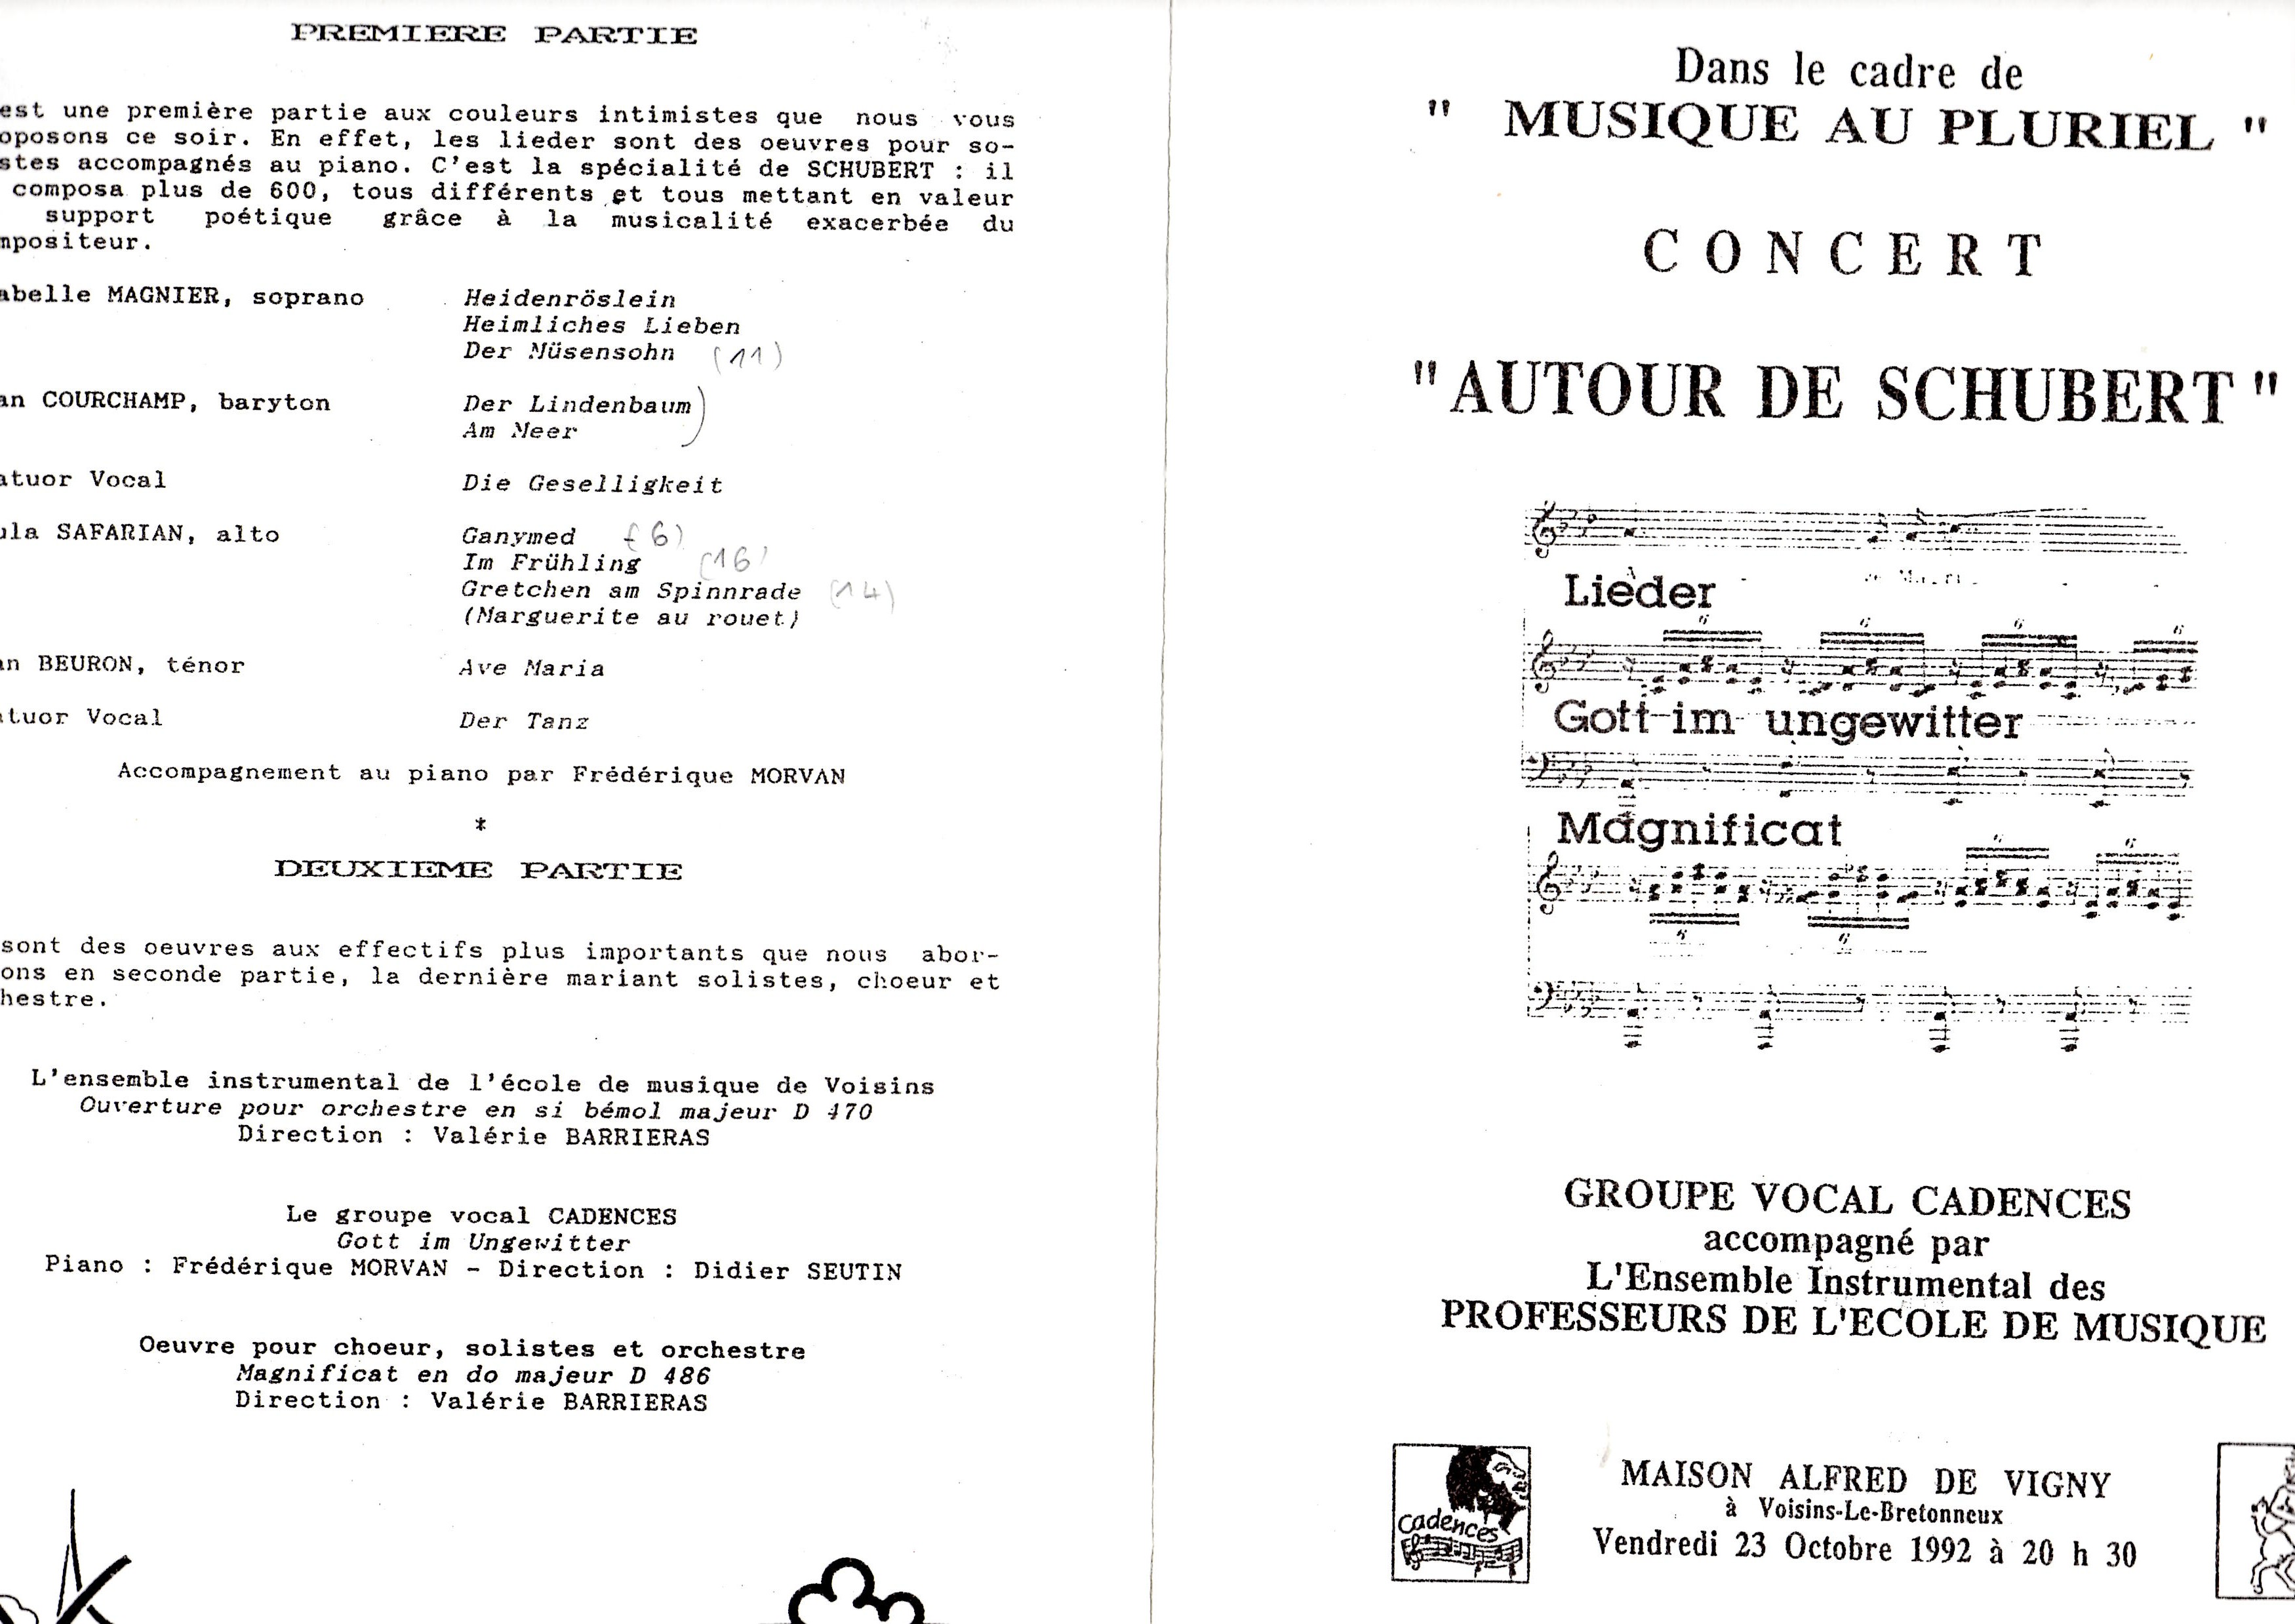 PREMIERE PARTIE
est une première partie aux couleurs intimistes que nous vous
oposons ce soir. En effet, les lieder sont des oeuvres pour so-
stes accompagnés au piano. C'est la spécialité de SCHUBERT : il
composa plus de 600, tous différents et tous mettant en valeur
support poétique grâce à la musicalité exacerbée du
mpositeur.
abelle MAGNIER, soprano Heidenröslein
Heimliches Lieben
Der Müsensohn (11)
an COURCHAMP, baryton Der Lindenbaum)
Am Meer
atuor Vocal Die Geselligkeit
ula SAFARIAN, alto Ganymed (6)
Im Frühling (16)
Gretchen am Spinnrade (14)
(Marguerite au rouet)
an BEURON, ténor Ave Maria
atuor Vocal Der Tanz
Accompagnement au piano par Frédérique MORVAN
*
DEUXIEME PARTIE
sont des oeuvres aux effectifs plus importants que nous abor-
ons en seconde partie, la dernière mariant solistes, choeur et
hestre.
L'ensemble instrumental de l'école de musique de Voisins
Ouverture pour orchestre en si bémol majeur D 470
Direction : Valérie BARRIERAS
Le groupe vocal CADENCES
Gott im Ungewitter
Piano : Frédérique MORVAN - Direction : Didier SEUTIN
Oeuvre pour choeur, solistes et orchestre
Magnificat en do majeur D 486
Direction : Valérie BARRIERAS
Dans le cadre de
" MUSIQUE AU PLURIEL "
CONCERT
"AUTOUR DE SCHUBERT"
Lieder
6 6 6 6
Gott im ungewitter
Magnificat
6 6
6 6
GROUPE VOCAL CADENCES
accompagné par
L'Ensemble Instrumental des
PROFESSEURS DE L'ECOLE DE MUSIQUE
cadences
MAISON ALFRED DE VIGNY
à Voisins-Le-Bretonneux
Vendredi 23 Octobre 1992 à 20 h 30